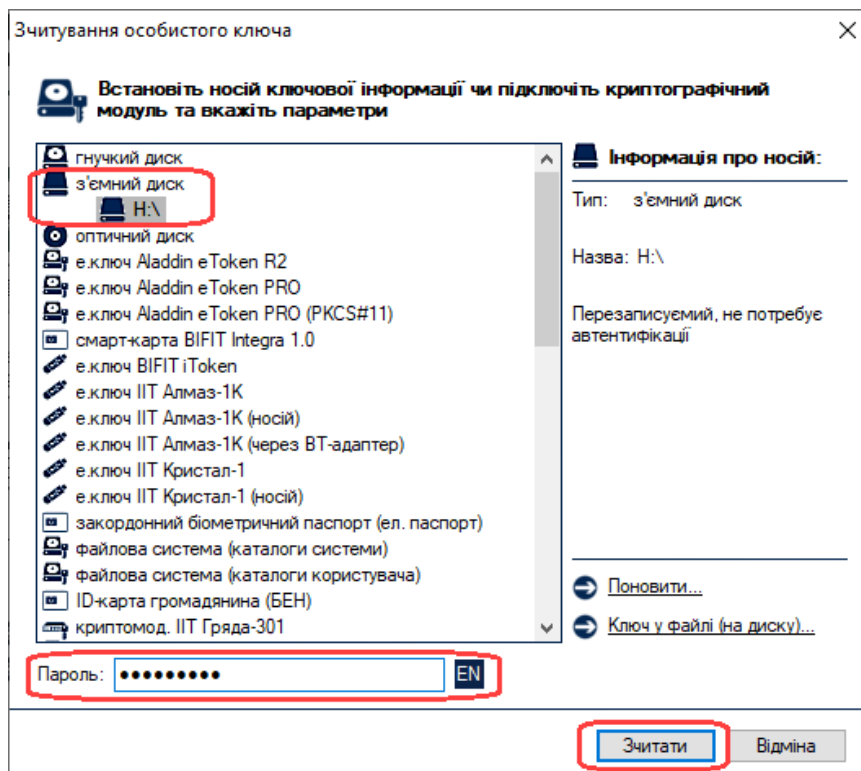 Зчитування особистого ключа
Встановіть носій ключової інформації чи підключіть криптографічний
модуль та вкажіть параметри
гнучкий диск
з'ємний диск
H:\
оптичний диск
е.ключ Aladdin eToken R2
е.ключ Aladdin eToken PRO
е.ключ Aladdin eToken PRO (PKCS#11)
смарт-карта BIFIT Integra 1.0
е.ключ BIFIT iToken
е.ключ ІІТ Алмаз-1К
е.ключ ІІТ Алмаз-1К (носій)
е.ключ ІІТ Алмаз-1К (через BT-адаптер)
е.ключ ІІТ Кристал-1
е.ключ ІІТ Кристал-1 (носій)
закордонний біометричний паспорт (ел. паспорт)
файлова система (каталоги системи)
файлова система (каталоги користувача)
ID-карта громадянина (БЕН)
криптомод. ІІТ Гряда-301
Інформація про носій:
Тип: з'ємний диск
Назва: H:\
Перезаписуємий, не потребує
автентифікації
Поновити...
Ключ у файлі (на диску)...
Пароль: ●●●●●●●●● EN
Зчитати Відміна